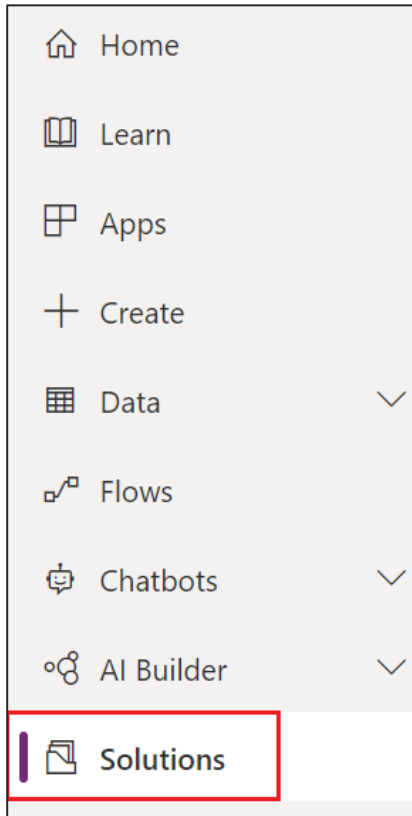 Home
Learn
Apps
Create
Data
Flows
Chatbots
AI Builder
Solutions